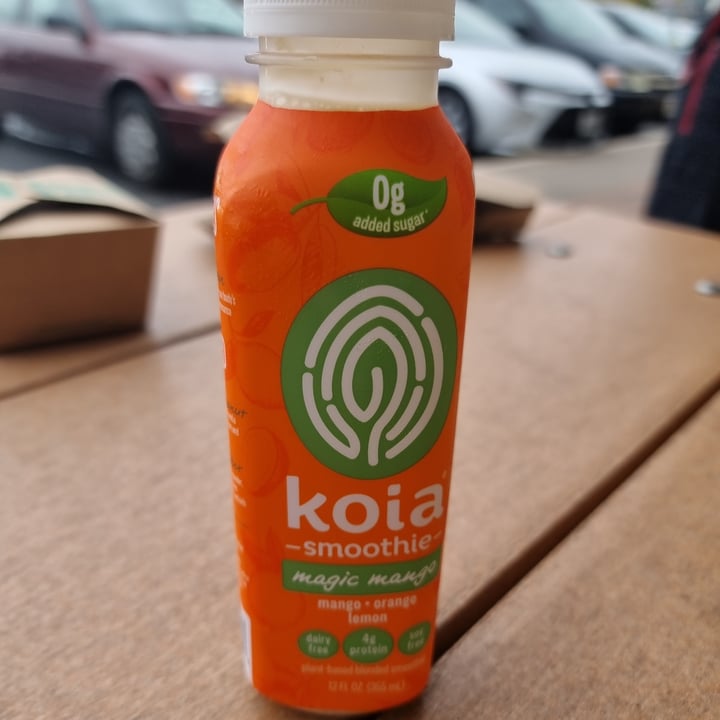 0g
added sugar*
koia
smoothie
magic mango
mango • orange
lemon
dairy
free
4g
protein
soy
free
plant-based blended smoothie
12 FL OZ (355 mL)